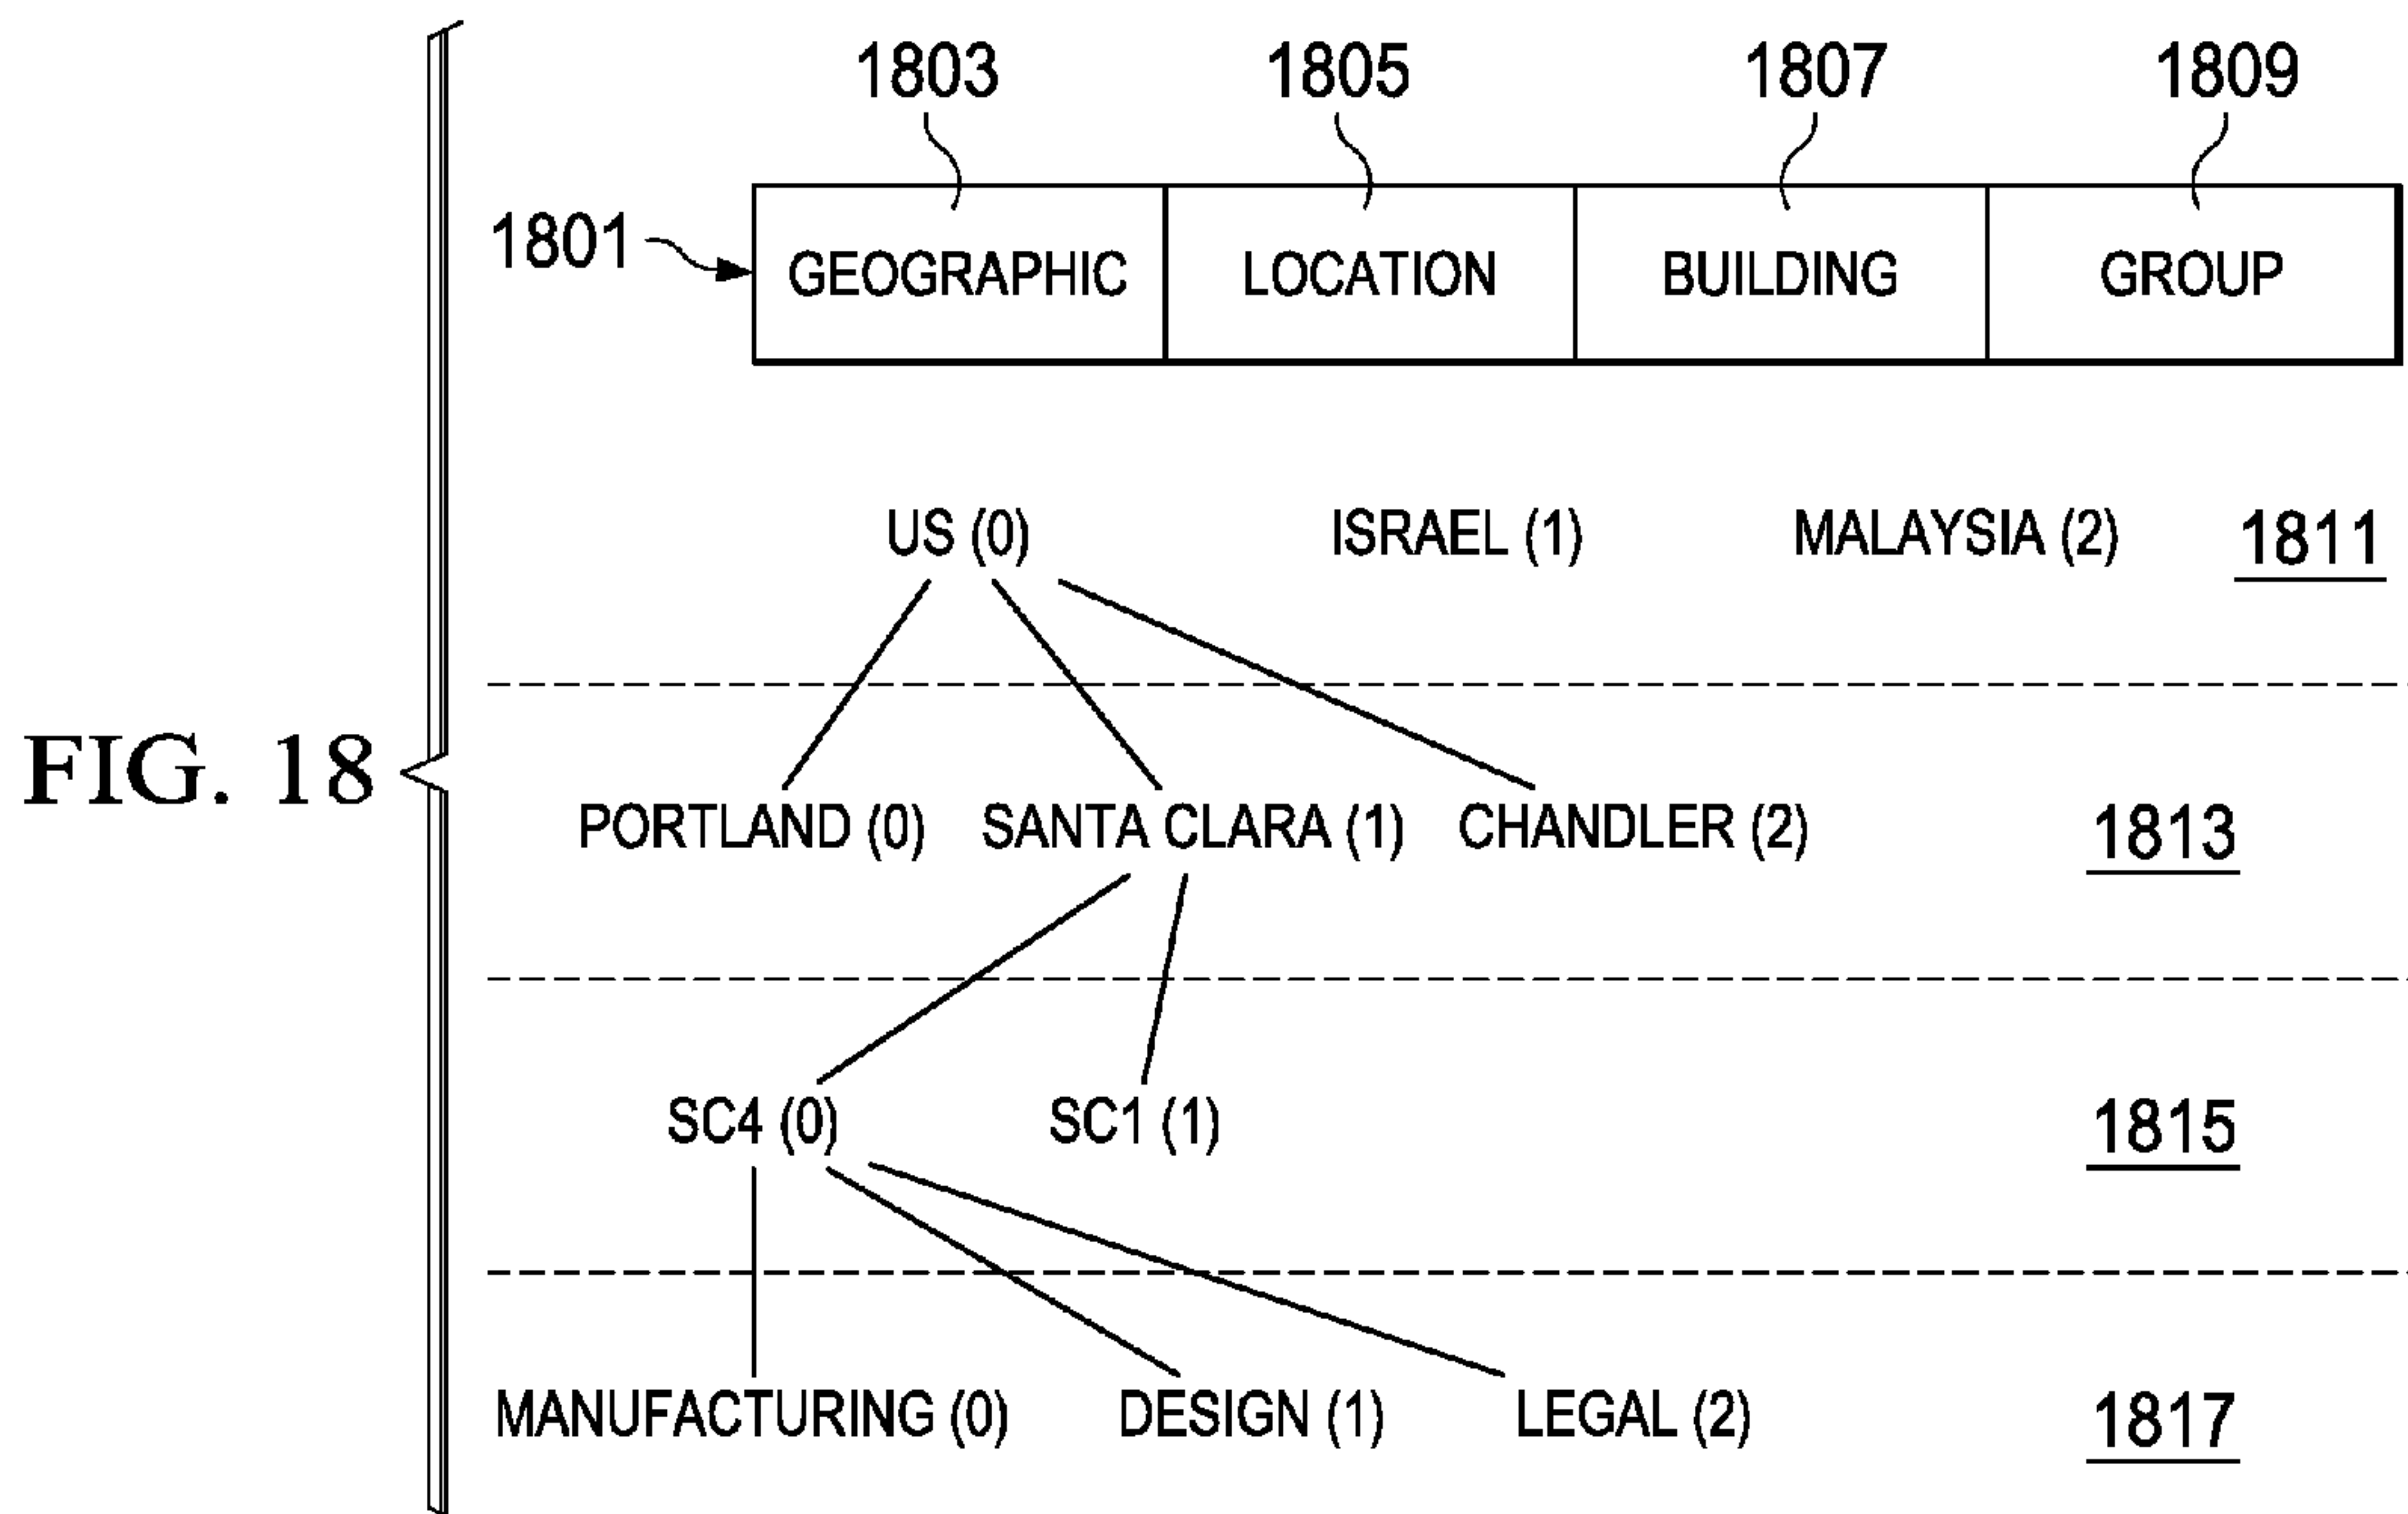 1803 1805 1807 1809
1801 GEOGRAPHIC LOCATION BUILDING GROUP
US (0) ISRAEL (1) MALAYSIA (2) 1811
FIG. 18
PORTLAND (0) SANTA CLARA (1) CHANDLER (2) 1813
SC4 (0) SC1 (1) 1815
MANUFACTURING (0) DESIGN (1) LEGAL (2) 1817